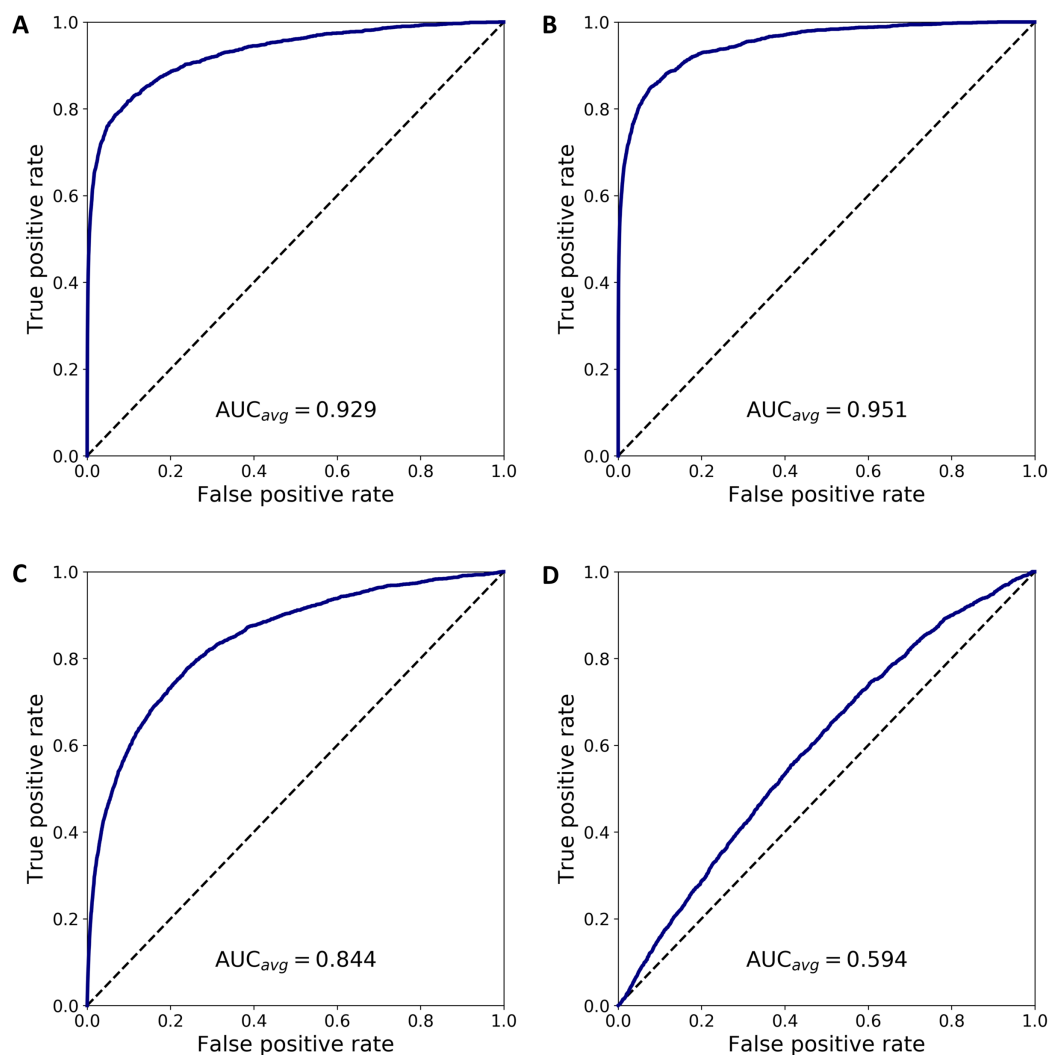 A
1.0
0.8
0.6
0.4
0.2
0.0
True positive rate
AUCavg = 0.929
0.0 0.2 0.4 0.6 0.8 1.0
False positive rate
B
1.0
0.8
0.6
0.4
0.2
0.0
True positive rate
AUCavg = 0.951
0.0 0.2 0.4 0.6 0.8 1.0
False positive rate
C
1.0
0.8
0.6
0.4
0.2
0.0
True positive rate
AUCavg = 0.844
0.0 0.2 0.4 0.6 0.8 1.0
False positive rate
D
1.0
0.8
0.6
0.4
0.2
0.0
True positive rate
AUCavg = 0.594
0.0 0.2 0.4 0.6 0.8 1.0
False positive rate